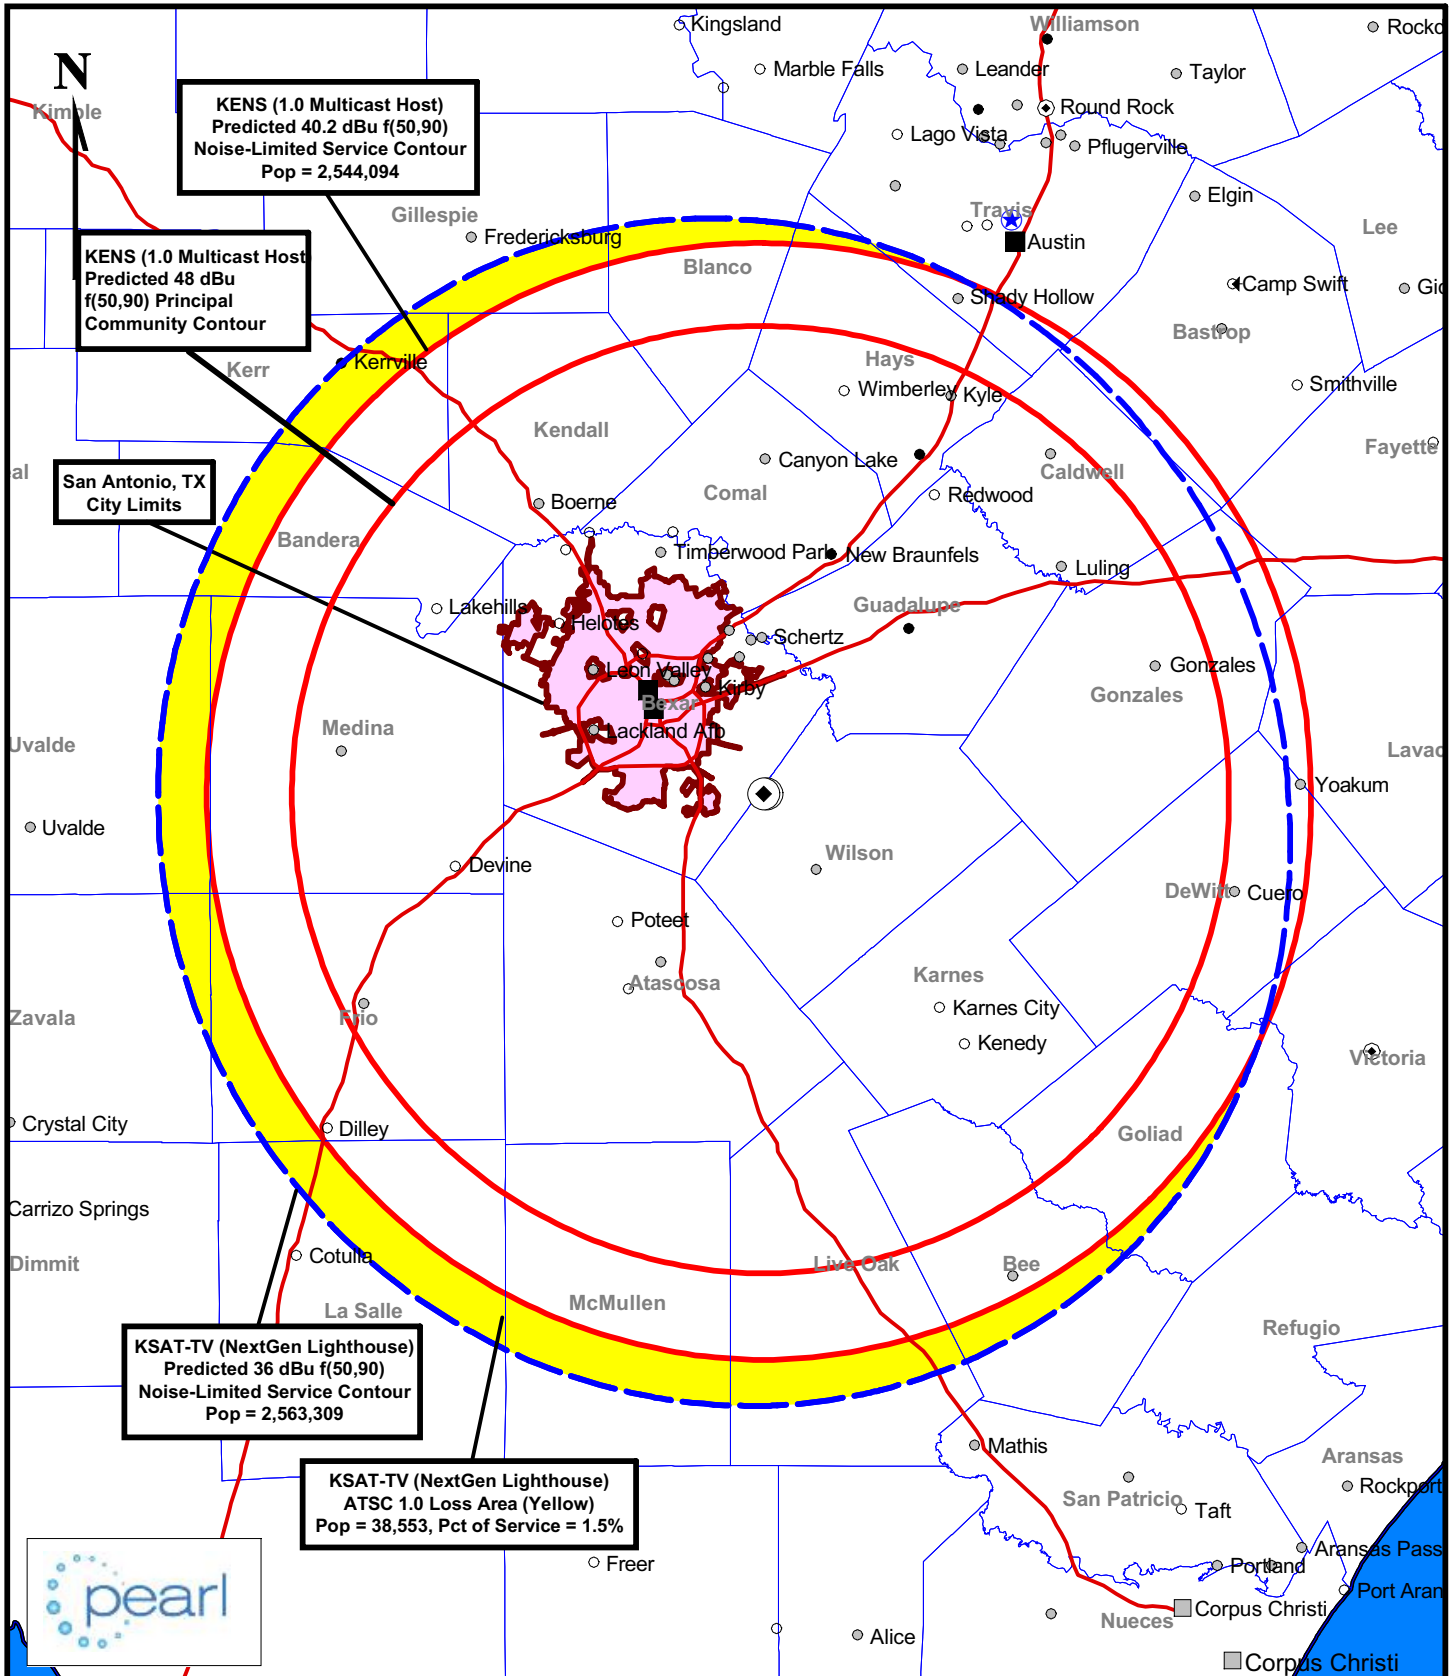 Kingsland
Williamson
Rockd
Marble Falls
Leander
Taylor
N
Kimble
KENS (1.0 Multicast Host)
Predicted 40.2 dBu f(50,90)
Noise-Limited Service Contour
Pop = 2,544,094
Round Rock
Lago Vista
Pflugerville
Elgin
Gillespie
Travis
Lee
Fredericksburg
Austin
KENS (1.0 Multicast Host
Predicted 48 dBu
f(50,90) Principal
Community Contour
Blanco
Camp Swift
Gid
Shady Hollow
Bastrop
Kerr
Kerrville
Hays
Wimberley
Kyle
Smithville
Kendall
Fayette
al
San Antonio, TX
City Limits
Canyon Lake
Caldwell
Comal
Redwood
Boerne
Bandera
Timberwood Park
New Braunfels
Luling
Lakehills
Helotes
Guadalupe
Schertz
Leon Valley
Gonzales
Kirby
Gonzales
Bexar
Medina
Lackland Afb
Uvalde
Lavac
Yoakum
Uvalde
Wilson
Devine
DeWitt
Cuero
Poteet
Karnes
Atascosa
Karnes City
Zavala
Frio
Kenedy
Victoria
Crystal City
Dilley
Goliad
Carrizo Springs
Dimmit
Cotulla
Live Oak
Bee
La Salle
McMullen
Refugio
KSAT-TV (NextGen Lighthouse)
Predicted 36 dBu f(50,90)
Noise-Limited Service Contour
Pop = 2,563,309
Mathis
Aransas
KSAT-TV (NextGen Lighthouse)
ATSC 1.0 Loss Area (Yellow)
Pop = 38,553, Pct of Service = 1.5%
Rockport
San Patricio
Taft
Aransas Pass
Freer
Portland
Port Aran
pearl
Nueces
Corpus Christi
Alice
Corpus Christi